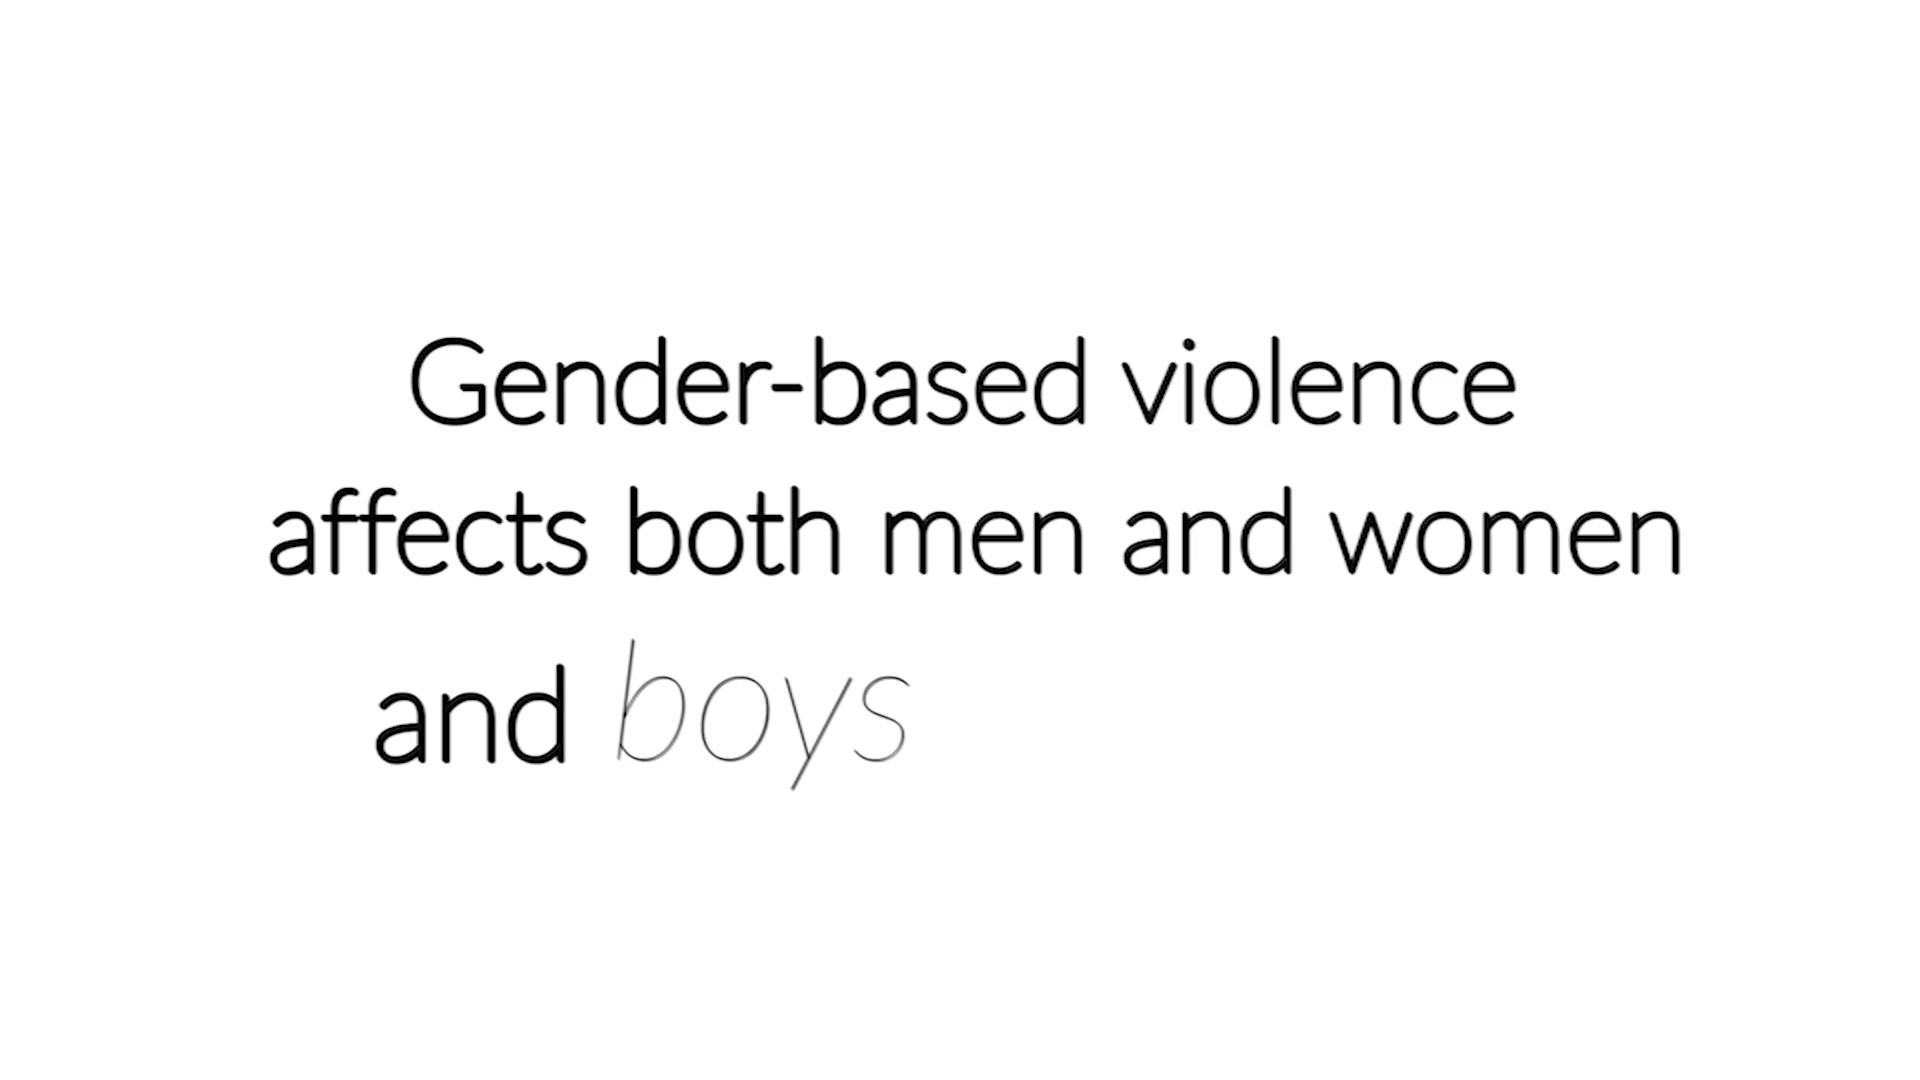 Gender-based violence
affects both men and women
and boys